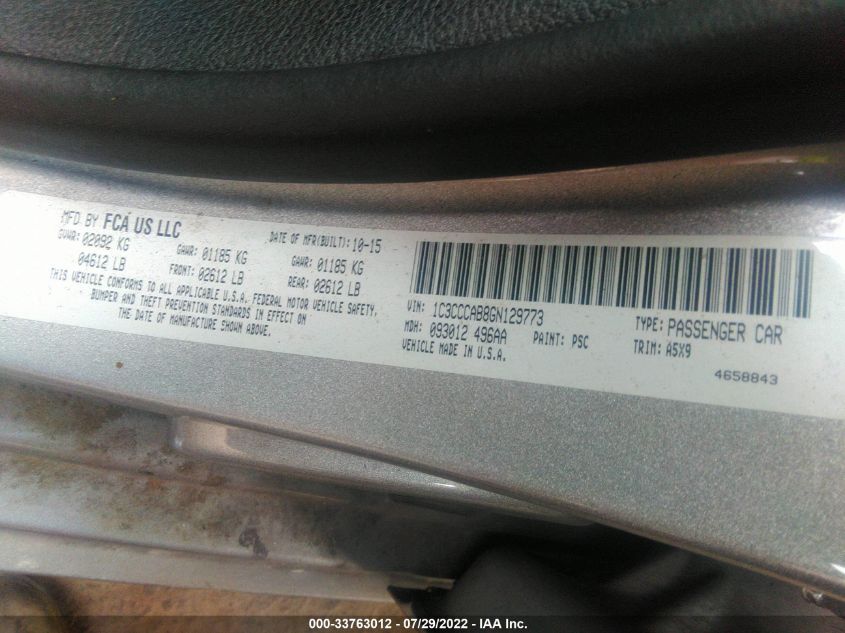 MFD BY FCA US LLC DATE OF MFR(BUILT): 10-15
GVWR: 02092 KG GAWR: 01185 KG GAWR: 01185 KG
04612 LB FRONT: 02612 LB REAR: 02612 LB
THIS VEHICLE CONFORMS TO ALL APPLICABLE U.S.A. FEDERAL MOTOR VEHICLE SAFETY,
BUMPER AND THEFT PREVENTION STANDARDS IN EFFECT ON
THE DATE OF MANUFACTURE SHOWN ABOVE.
VIN: 1C3CCCAB8GN129773 TYPE: PASSENGER CAR
MDH: 093012 496AA PAINT: PSC TRIM: A5X9
VEHICLE MADE IN U.S.A.
4658843
000-33763012 - 07/29/2022 - IAA Inc.